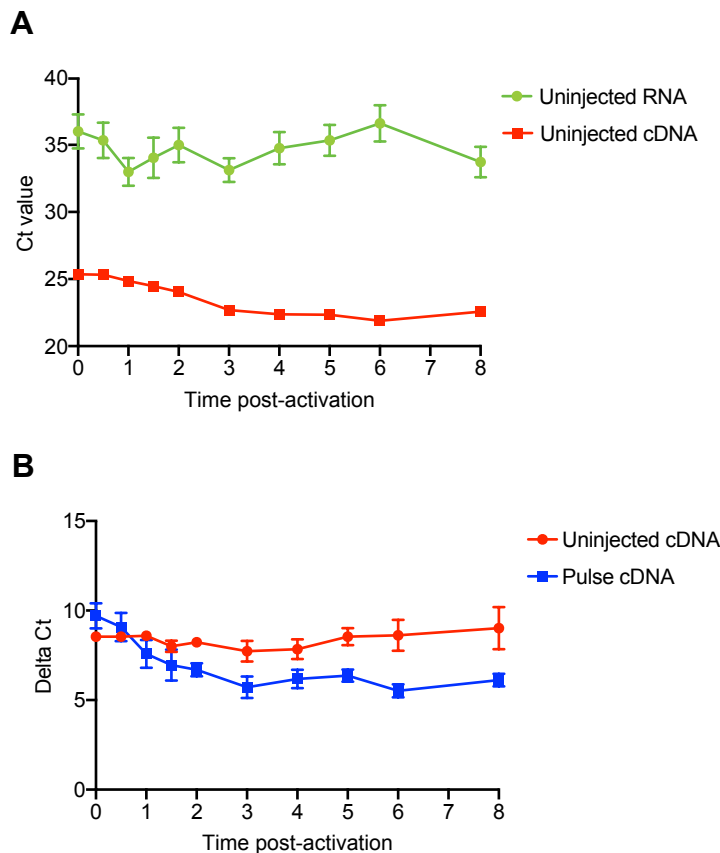 A
40
35
30
25
20
Ct value
0 1 2 3 4 5 6 7 8
Time post-activation
Uninjected RNA
Uninjected cDNA
B
15
10
5
0
Delta Ct
0 1 2 3 4 5 6 7 8
Time post-activation
Uninjected cDNA
Pulse cDNA